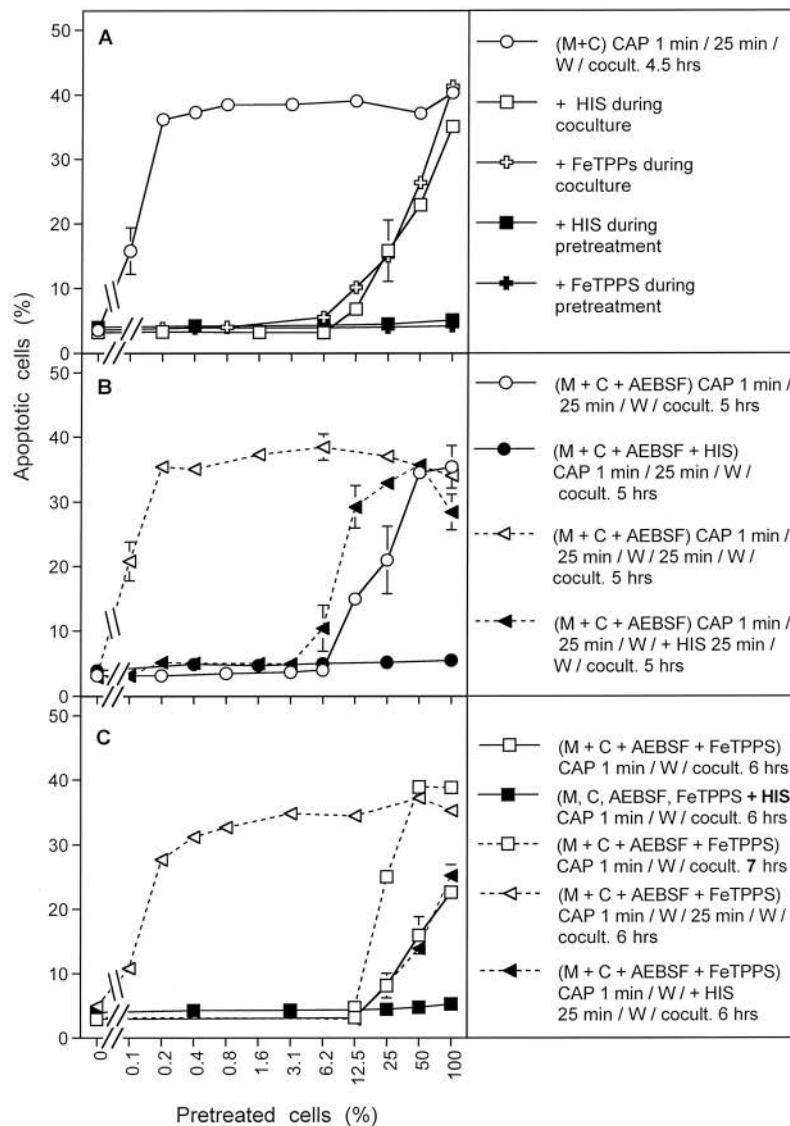 A
50
40
30
20
10
0
(M+C) CAP 1 min / 25 min /
W / cocult. 4.5 hrs
+ HIS during
coculture
+ FeTPPs during
coculture
+ HIS during
pretreatment
+ FeTPPS during
pretreatment
Apoptotic cells (%)
B
50
40
30
20
10
0
(M + C + AEBSF) CAP 1 min /
25 min / W / cocult. 5 hrs
(M + C + AEBSF + HIS)
CAP 1 min / 25 min / W /
cocult. 5 hrs
(M + C + AEBSF) CAP 1 min /
25 min / W / 25 min / W /
cocult. 5 hrs
(M + C + AEBSF) CAP 1 min /
25 min / W / + HIS 25 min /
W / cocult. 5 hrs
C
50
40
30
20
10
0
(M + C + AEBSF + FeTPPS)
CAP 1 min / W / cocult. 6 hrs
(M, C, AEBSF, FeTPPS + HIS)
CAP 1 min / W / cocult. 6 hrs
(M + C + AEBSF + FeTPPS)
CAP 1 min / W / cocult. 7 hrs
(M + C + AEBSF + FeTPPS)
CAP 1 min / W / 25 min / W /
cocult. 6 hrs
(M + C + AEBSF + FeTPPS)
CAP 1 min / W / + HIS
25 min / W / cocult. 6 hrs
0 0.1 0.2 0.4 0.8 1.6 3.1 6.2 12.5 25 50 100
Pretreated cells (%)